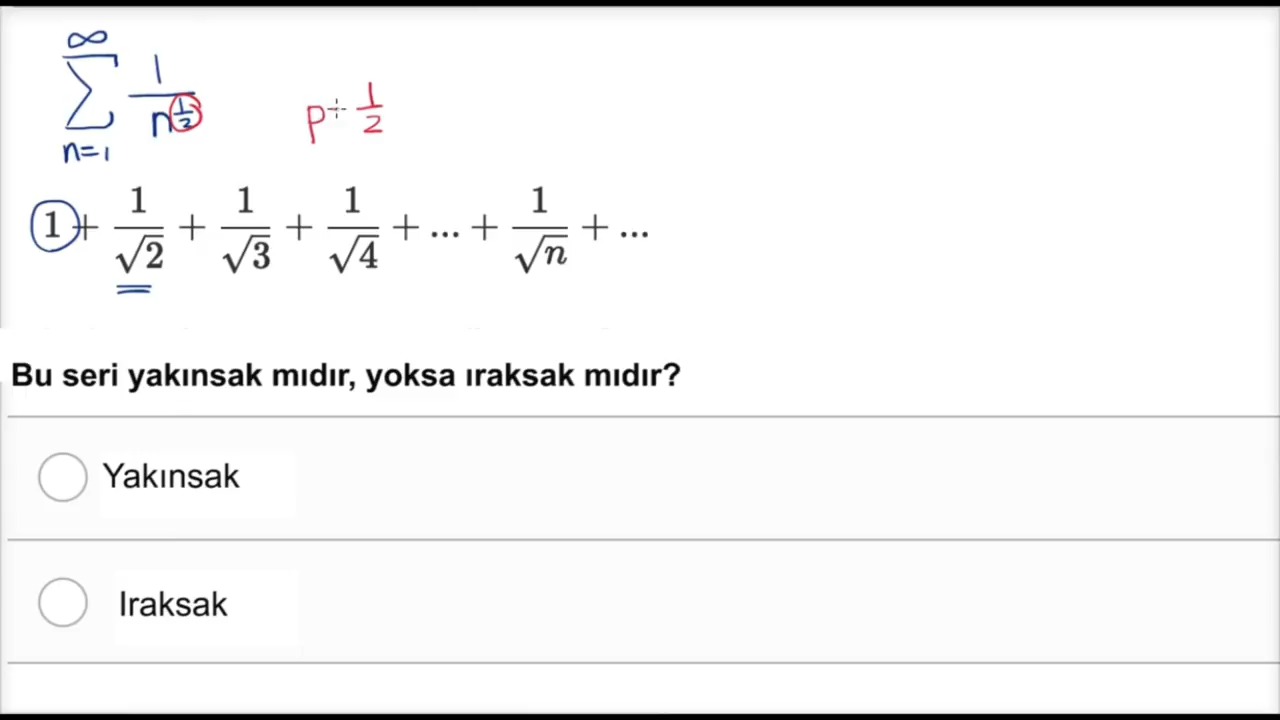 ∞
∑ 1/n^(1/2)    p = 1/2
n=1
1 + 1/√2 + 1/√3 + 1/√4 + ... + 1/√n + ...
Bu seri yakınsak mıdır, yoksa ıraksak mıdır?
Yakınsak
Iraksak